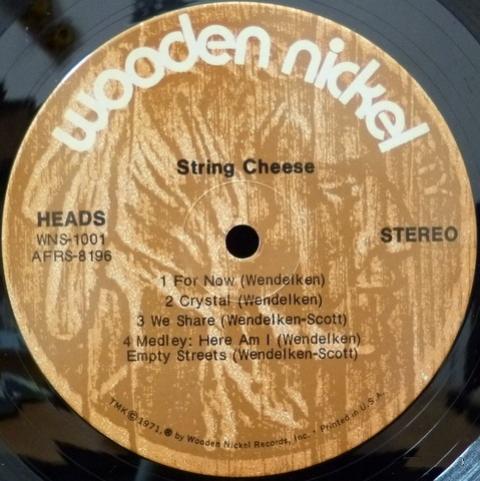 wooden nickel
String Cheese
HEADS
WNS-1001
AFRS-8196
STEREO
1 For Now (Wendelken)
2 Crystal (Wendelken)
3 We Share (Wendelken-Scott)
4 Medley: Here Am I (Wendelken)
Empty Streets (Wendelken-Scott)
TMK © 1971, ℗ by Wooden Nickel Records, Inc. • Printed in U.S.A.